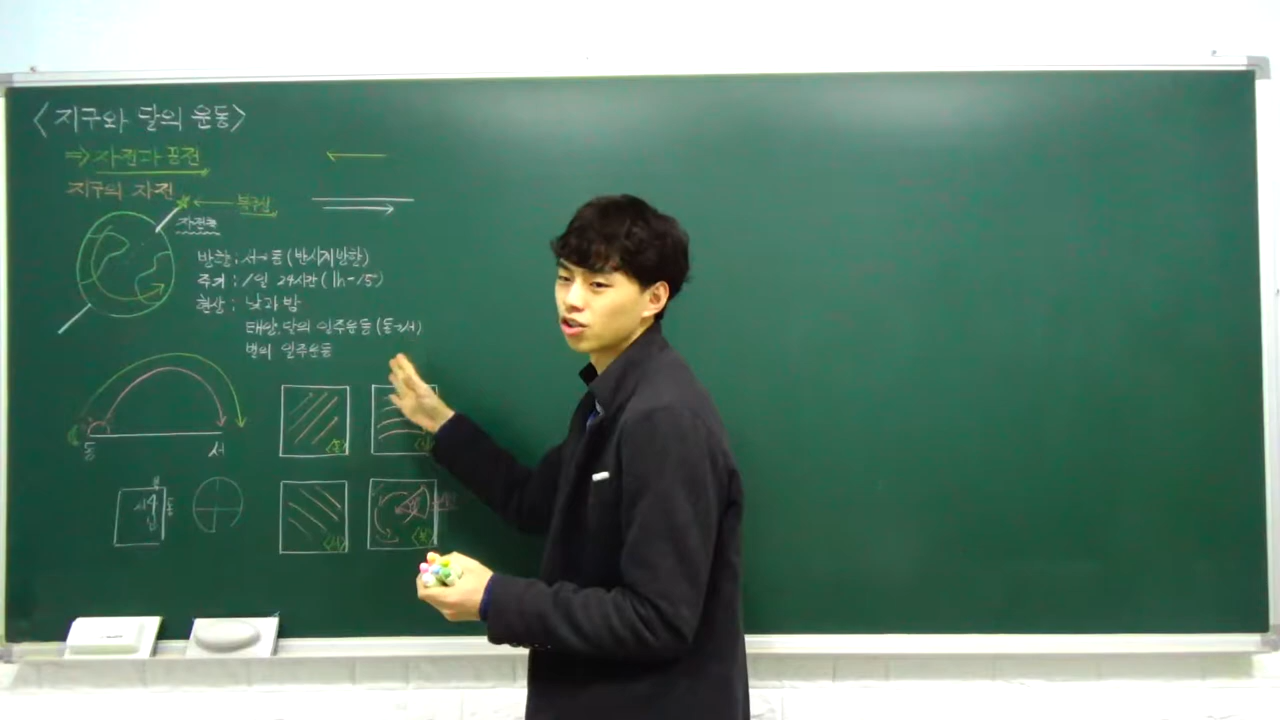 <지구와 달의 운동>
⇒ 자전과 공전
지구의 자전
북극성
자전축
방향 : 서→동 (반시계방향)
주기 : 1일 24시간 (1h-15°)
현상 : 낮과 밤
태양, 달의 일주운동 (동→서)
별의 일주운동
동 서
<동>
북
동
<서> <북>